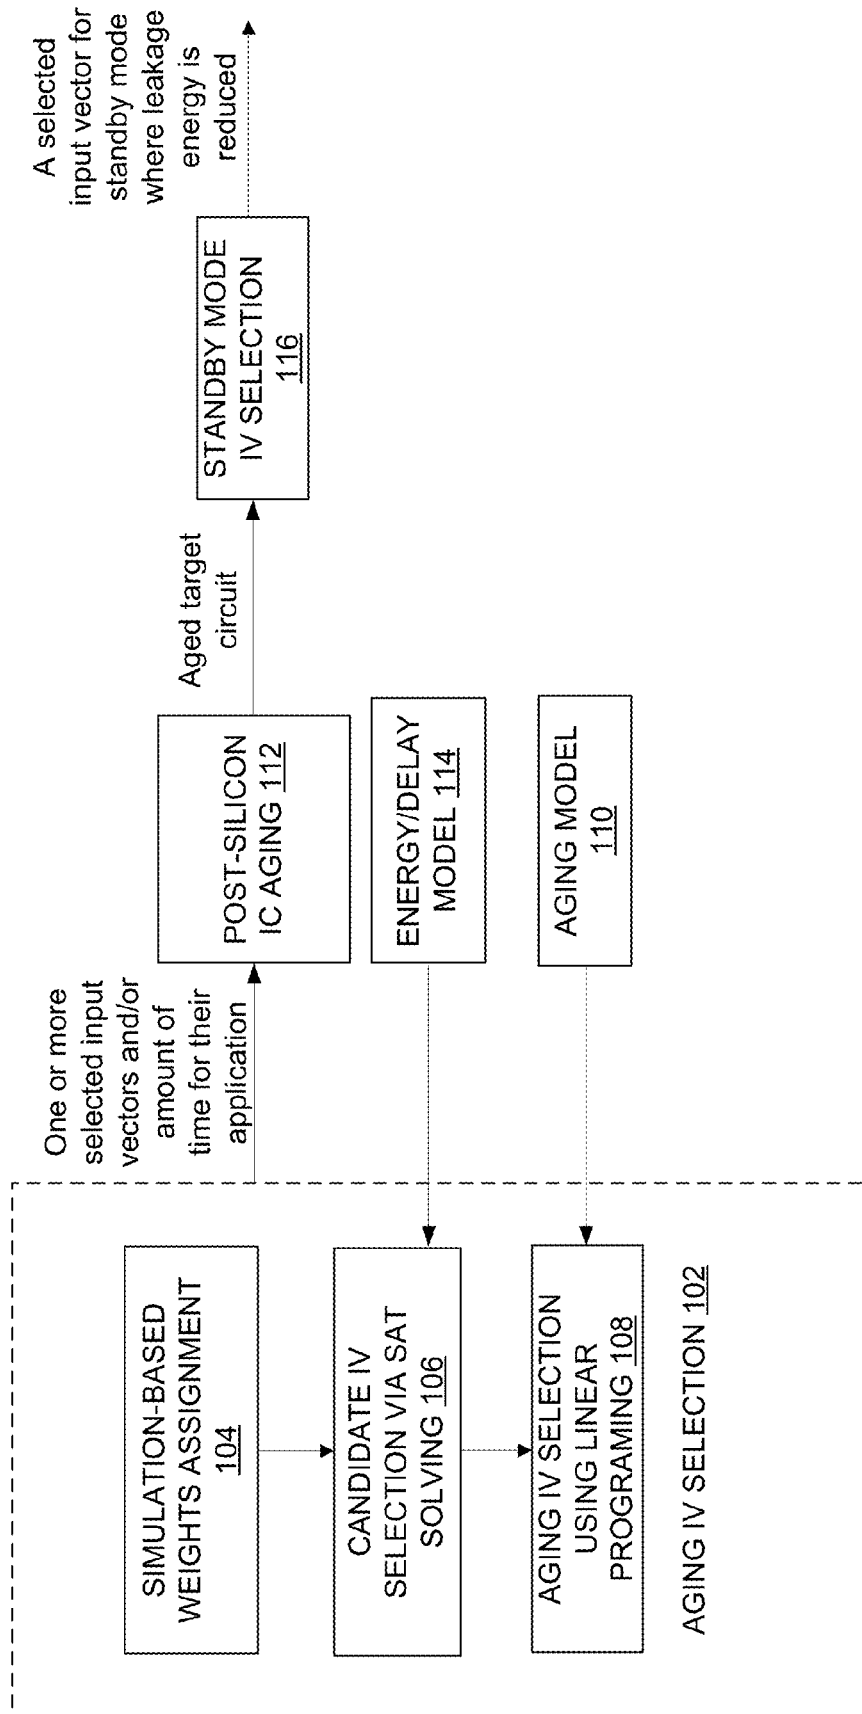 SIMULATION-BASED
WEIGHTS ASSIGNMENT
104
CANDIDATE IV
SELECTION VIA SAT
SOLVING 106
AGING IV SELECTION
USING LINEAR
PROGRAMING 108
AGING IV SELECTION 102
One or more
selected input
vectors and/or
amount of
time for their
application
POST-SILICON
IC AGING 112
ENERGY/DELAY
MODEL 114
AGING MODEL
110
Aged target
circuit
STANDBY MODE
IV SELECTION
116
A selected
input vector for
standby mode
where leakage
energy is
reduced